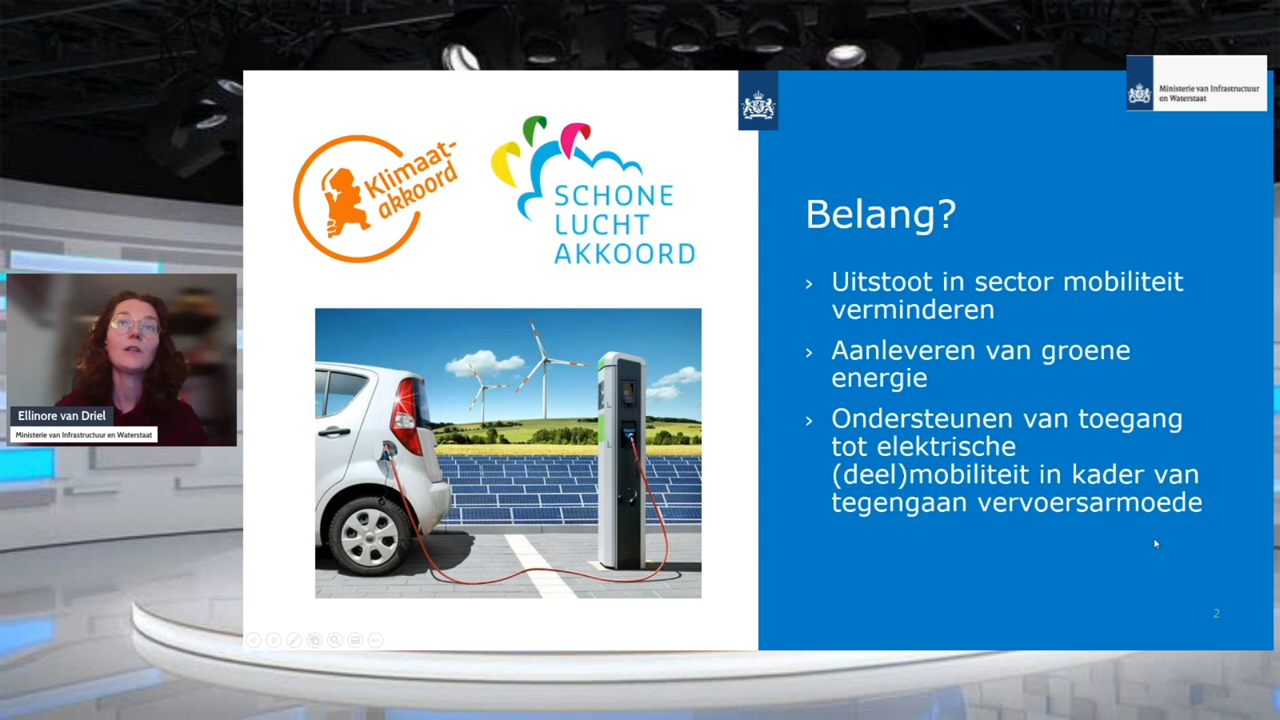 Ministerie van Infrastructuur
en Waterstaat
Klimaat-
akkoord
SCHONE
LUCHT
AKKOORD
Belang?
› Uitstoot in sector mobiliteit
verminderen
› Aanleveren van groene
energie
› Ondersteunen van toegang
tot elektrische
(deel)mobiliteit in kader van
tegengaan vervoersarmoede
Ellinore van Driel
Ministerie van Infrastructuur en Waterstaat
2